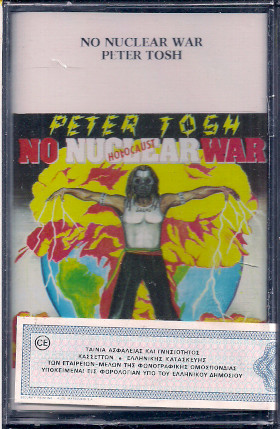 NO NUCLEAR WAR
PETER TOSH
PETER TOSH
NO NUCLEAR WAR
HOLOCAUST
CE
ΤΑΙΝΙΑ ΑΣΦΑΛΕΙΑΣ ΚΑΙ ΓΝΗΣΙΟΤΗΤΟΣ
ΚΑΣΣΕΤΤΩΝ • ΕΛΛΗΝΙΚΗΣ ΚΑΤΑΣΚΕΥΗΣ
ΤΩΝ ΕΤΑΙΡΕΙΩΝ-ΜΕΛΩΝ ΤΗΣ ΦΩΝΟΓΡΑΦΙΚΗΣ ΟΜΟΣΠΟΝΔΙΑΣ
ΥΠΟΚΕΙΜΕΝΑΙ ΕΙΣ ΦΟΡΟΛΟΓΙΑΝ ΥΠΟ ΤΟΥ ΕΛΛΗΝΙΚΟΥ ΔΗΜΟΣΙΟΥ